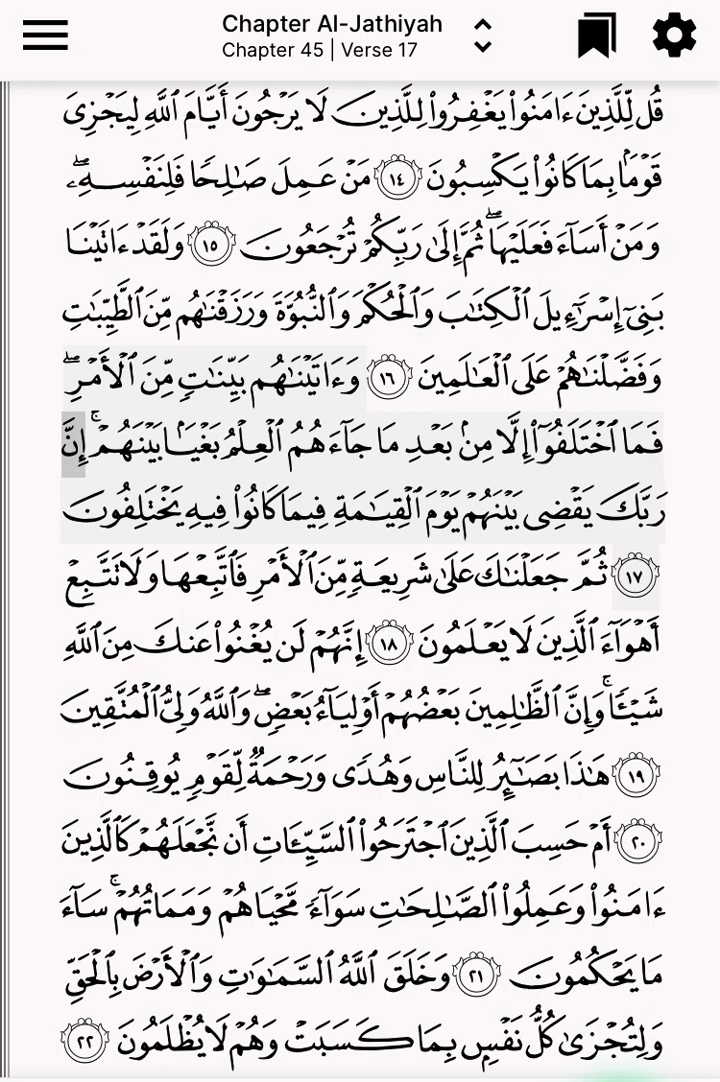 Chapter Al-Jathiyah
Chapter 45 | Verse 17
قُل لِّلَّذِينَ ءَامَنُوا۟ يَغْفِرُوا۟ لِلَّذِينَ لَا يَرْجُونَ أَيَّامَ ٱللَّهِ لِيَجْزِىَ
قَوْمًۢا بِمَا كَانُوا۟ يَكْسِبُونَ ١٤ مَنْ عَمِلَ صَـٰلِحًا فَلِنَفْسِهِۦ ۖ
وَمَنْ أَسَآءَ فَعَلَيْهَا ۖ ثُمَّ إِلَىٰ رَبِّكُمْ تُرْجَعُونَ ١٥ وَلَقَدْ ءَاتَيْنَا
بَنِىٓ إِسْرَٰٓءِيلَ ٱلْكِتَـٰبَ وَٱلْحُكْمَ وَٱلنُّبُوَّةَ وَرَزَقْنَـٰهُم مِّنَ ٱلطَّيِّبَـٰتِ
وَفَضَّلْنَـٰهُمْ عَلَى ٱلْعَـٰلَمِينَ ١٦ وَءَاتَيْنَـٰهُم بَيِّنَـٰتٍ مِّنَ ٱلْأَمْرِ ۖ
فَمَا ٱخْتَلَفُوٓا۟ إِلَّا مِنۢ بَعْدِ مَا جَآءَهُمُ ٱلْعِلْمُ بَغْيًۢا بَيْنَهُمْ ۚ إِنَّ
رَبَّكَ يَقْضِى بَيْنَهُمْ يَوْمَ ٱلْقِيَـٰمَةِ فِيمَا كَانُوا۟ فِيهِ يَخْتَلِفُونَ
١٧ ثُمَّ جَعَلْنَـٰكَ عَلَىٰ شَرِيعَةٍ مِّنَ ٱلْأَمْرِ فَٱتَّبِعْهَا وَلَا تَتَّبِعْ
أَهْوَآءَ ٱلَّذِينَ لَا يَعْلَمُونَ ١٨ إِنَّهُمْ لَن يُغْنُوا۟ عَنكَ مِنَ ٱللَّهِ
شَيْـًٔا ۚ وَإِنَّ ٱلظَّـٰلِمِينَ بَعْضُهُمْ أَوْلِيَآءُ بَعْضٍ ۖ وَٱللَّهُ وَلِىُّ ٱلْمُتَّقِينَ
١٩ هَـٰذَا بَصَـٰٓئِرُ لِلنَّاسِ وَهُدًى وَرَحْمَةٌ لِّقَوْمٍ يُوقِنُونَ
٢٠ أَمْ حَسِبَ ٱلَّذِينَ ٱجْتَرَحُوا۟ ٱلسَّيِّـَٔاتِ أَن نَّجْعَلَهُمْ كَٱلَّذِينَ
ءَامَنُوا۟ وَعَمِلُوا۟ ٱلصَّـٰلِحَـٰتِ سَوَآءً مَّحْيَاهُمْ وَمَمَاتُهُمْ ۚ سَآءَ
مَا يَحْكُمُونَ ٢١ وَخَلَقَ ٱللَّهُ ٱلسَّمَـٰوَٰتِ وَٱلْأَرْضَ بِٱلْحَقِّ
وَلِتُجْزَىٰ كُلُّ نَفْسٍۭ بِمَا كَسَبَتْ وَهُمْ لَا يُظْلَمُونَ ٢٢